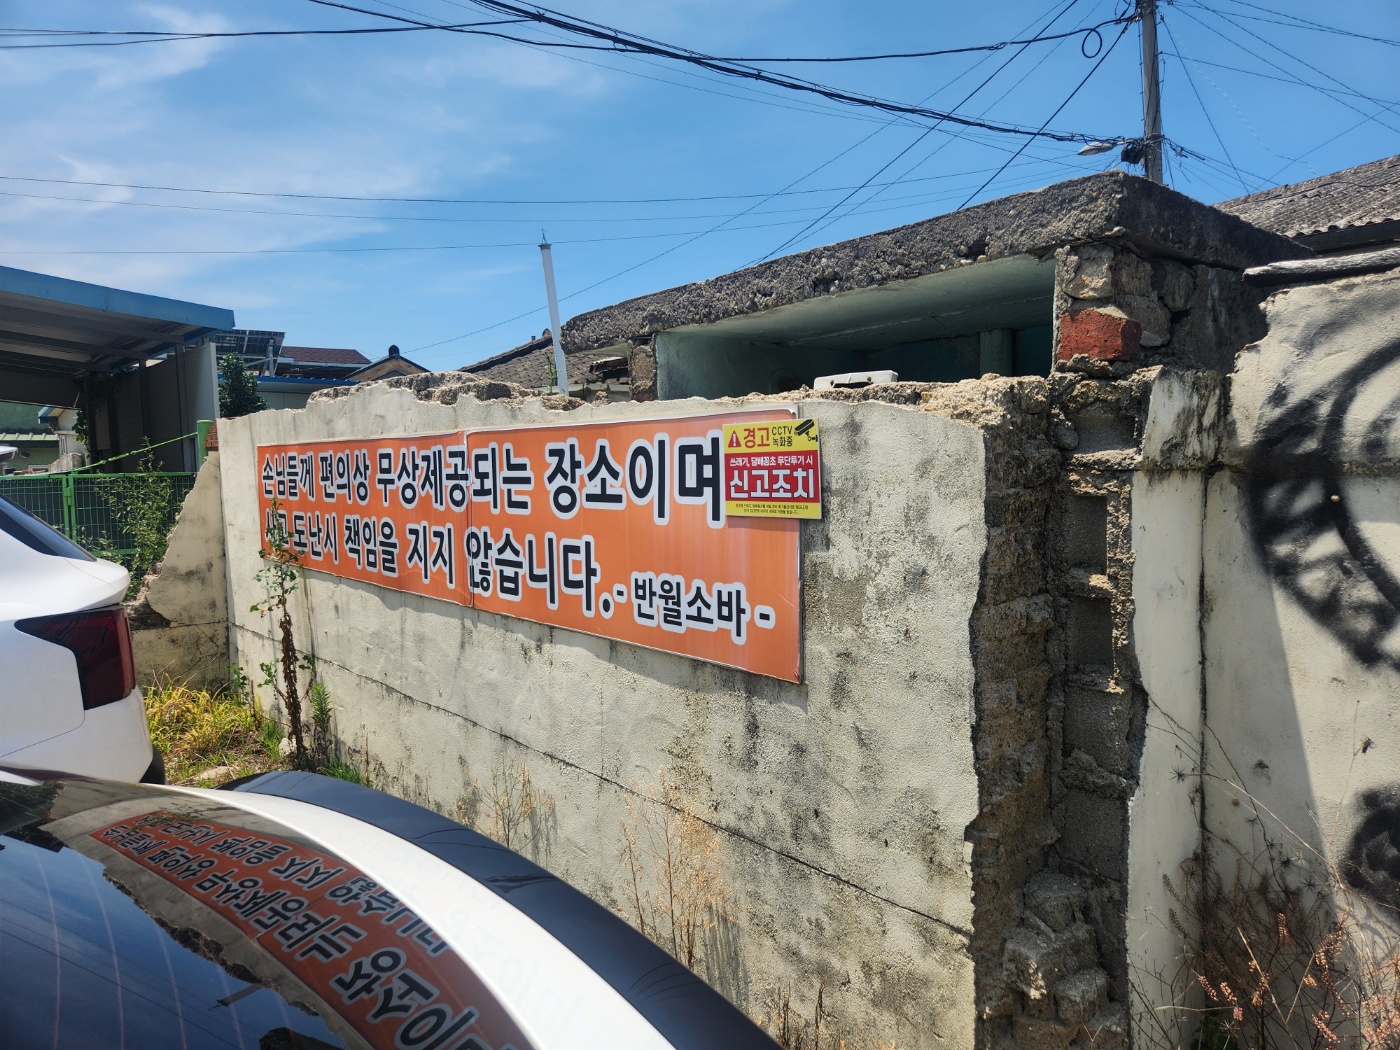 손님들께 편의상 무상제공되는 장소이며
사고 도난시 책임을 지지 않습니다.
- 반월소바 -
경고 CCTV 녹화중
쓰레기, 담배꽁초 무단투기 시
신고조치